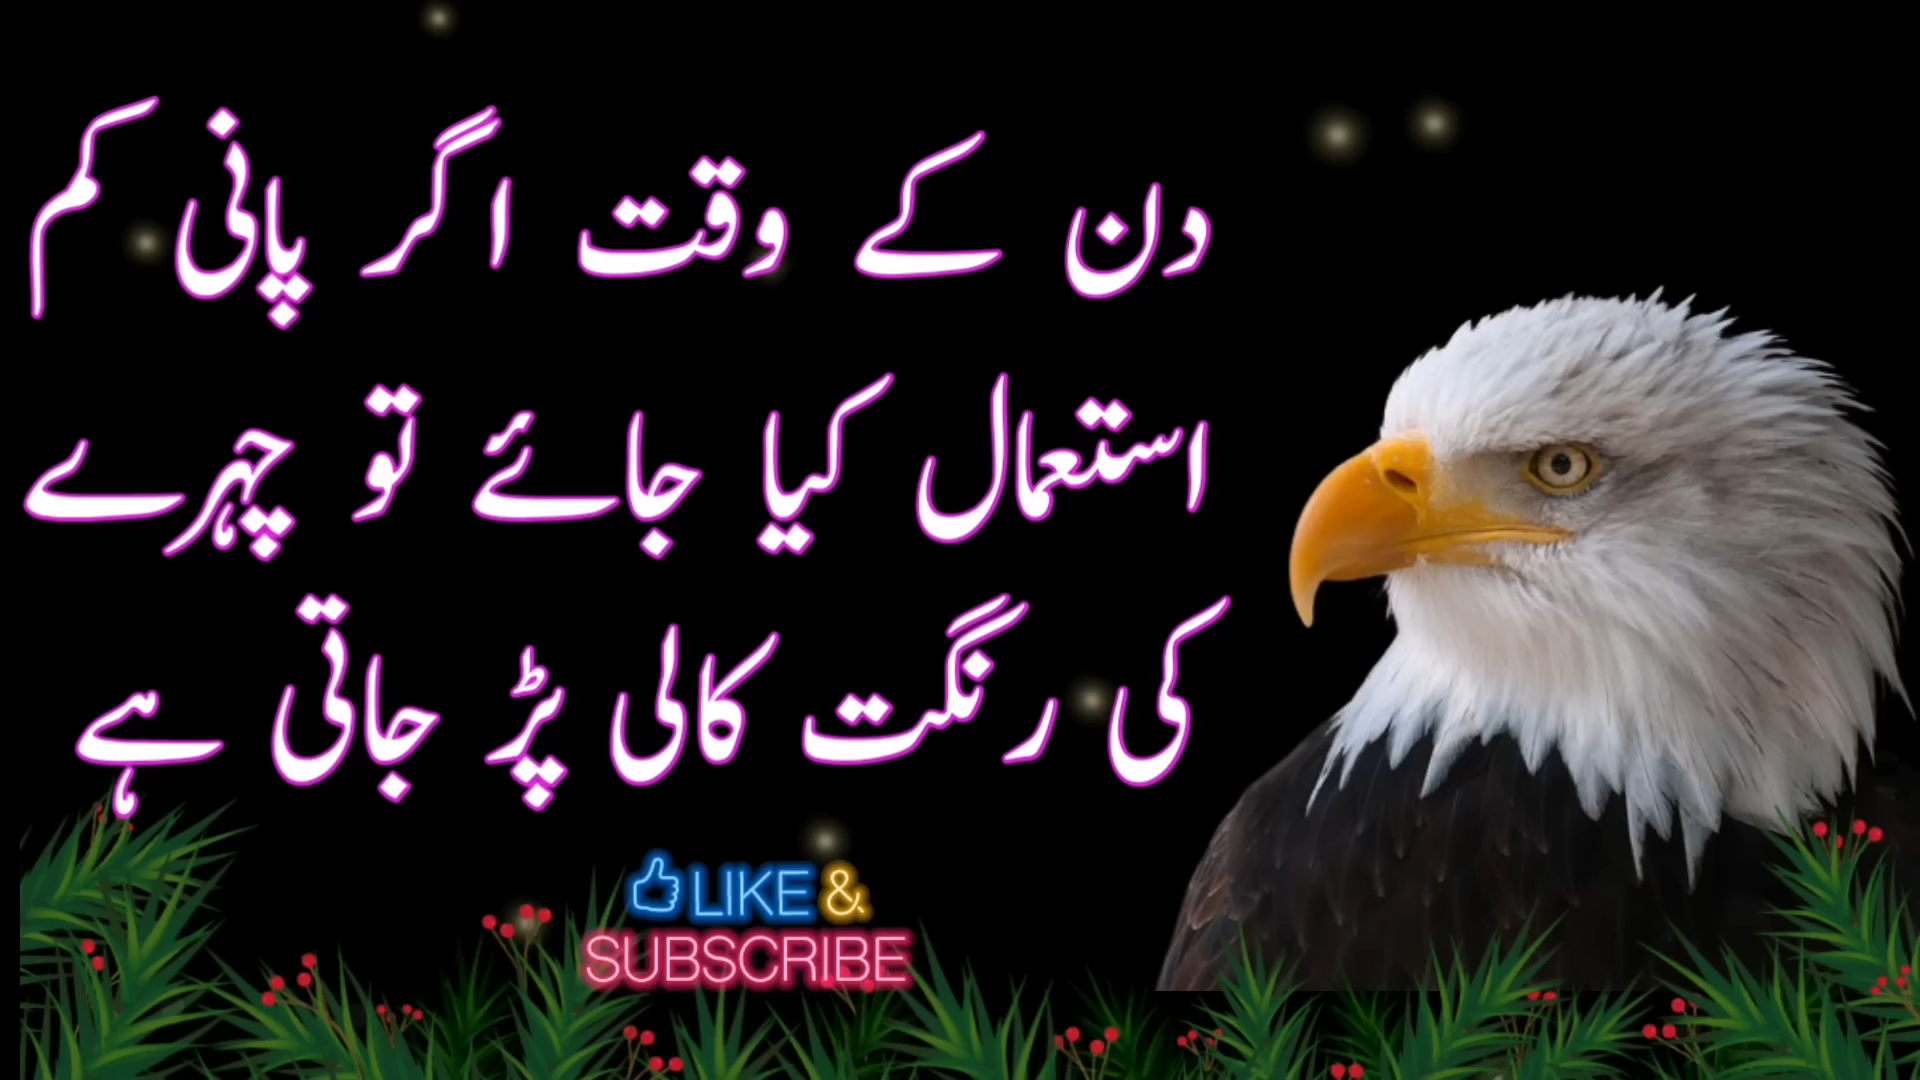 دن کے وقت اگر پانی کم
استعمال کیا جائے تو چہرے
کی رنگت کالی پڑ جاتی ہے
LIKE &
SUBSCRIBE